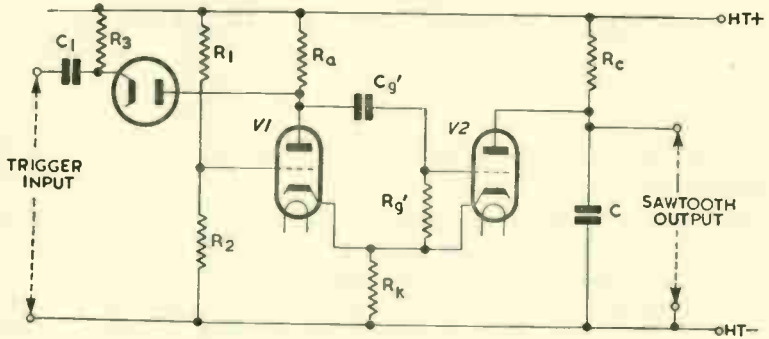 HT+
C1
R3
R1
Ra
Rc
Cg'
V1
V2
TRIGGER
INPUT
Rg'
C
SAWTOOTH
OUTPUT
R2
Rk
HT−